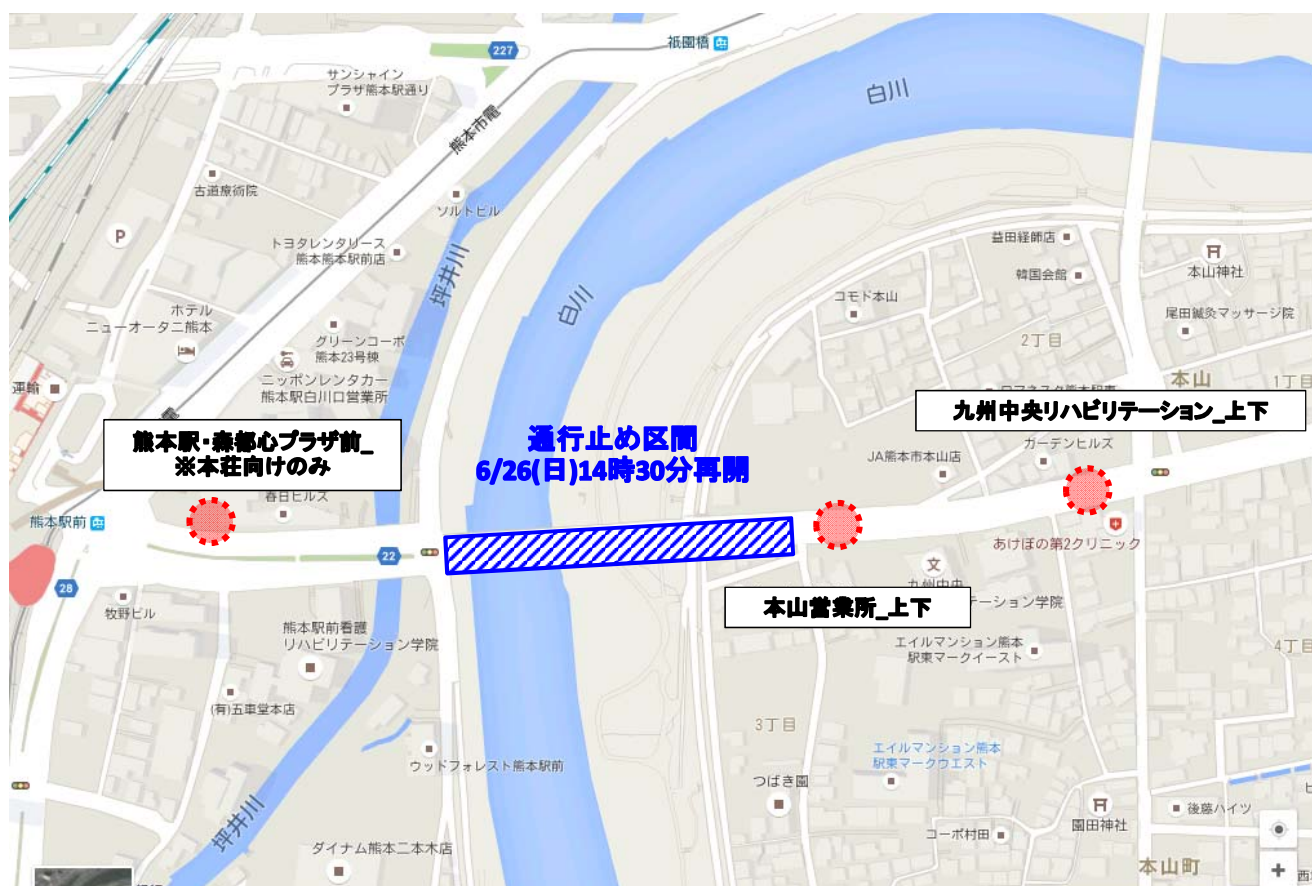 祇園橋
227
サンシャイン
プラザ熊本駅通り
白川
熊本市電
古道療術院
ソルトビル
P
益田経師店
トヨタレンタリース
熊本熊本駅前店
坪井川
韓国会館
本山神社
白川
コモド本山
ホテル
ニューオータニ熊本
尾田鍼灸マッサージ院
グリーンコーポ
熊本23号棟
2丁目
運輸
ニッポンレンタカー
熊本駅白川口営業所
本山
1丁目
九州中央リハビリテーション_上下
熊本駅・森都心プラザ前_
※本荘向けのみ
通行止め区間
6/26(日)14時30分再開
ガーデンヒルズ
JA熊本市本山店
春日ヒルズ
熊本駅前
22
あけぼの第2クリニック
28
九州中央
テーション学院
牧野ビル
本山営業所_上下
熊本駅前看護
リハビリテーション学院
エイルマンション熊本
駅東マークイースト
4丁目
(有)五車堂本店
3丁目
エイルマンション熊本
駅東マークウエスト
ウッドフォレスト熊本駅前
つばき園
坪井川
園田神社
後藤ハイツ
コーポ村田
ダイナム熊本二本木店
本山町
+
西